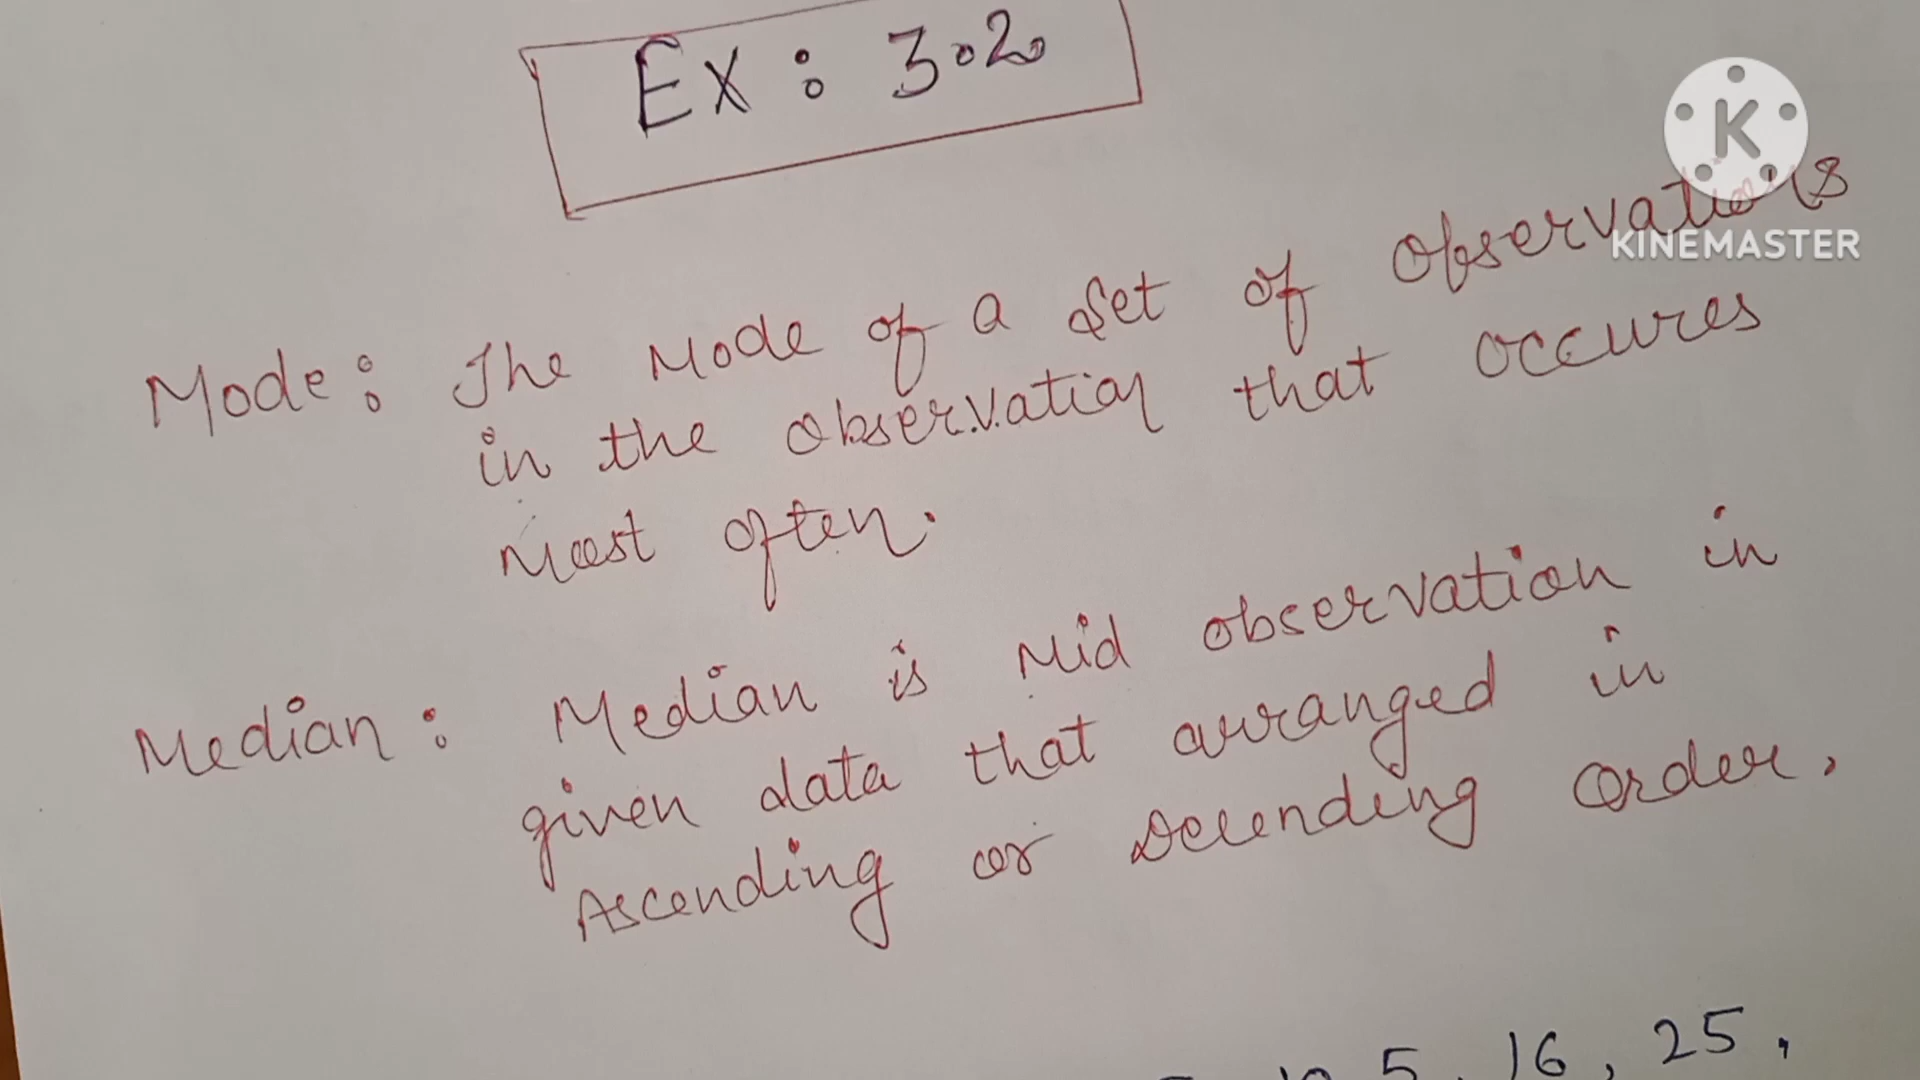 EX : 3.2
K
KINEMASTER
Mode : The Mode of a Set of Observations
in the observation that occures
Most often.
Median : Median is Mid observation in
given data that arranged in
Ascending or Decending Order.
5, 16, 25,